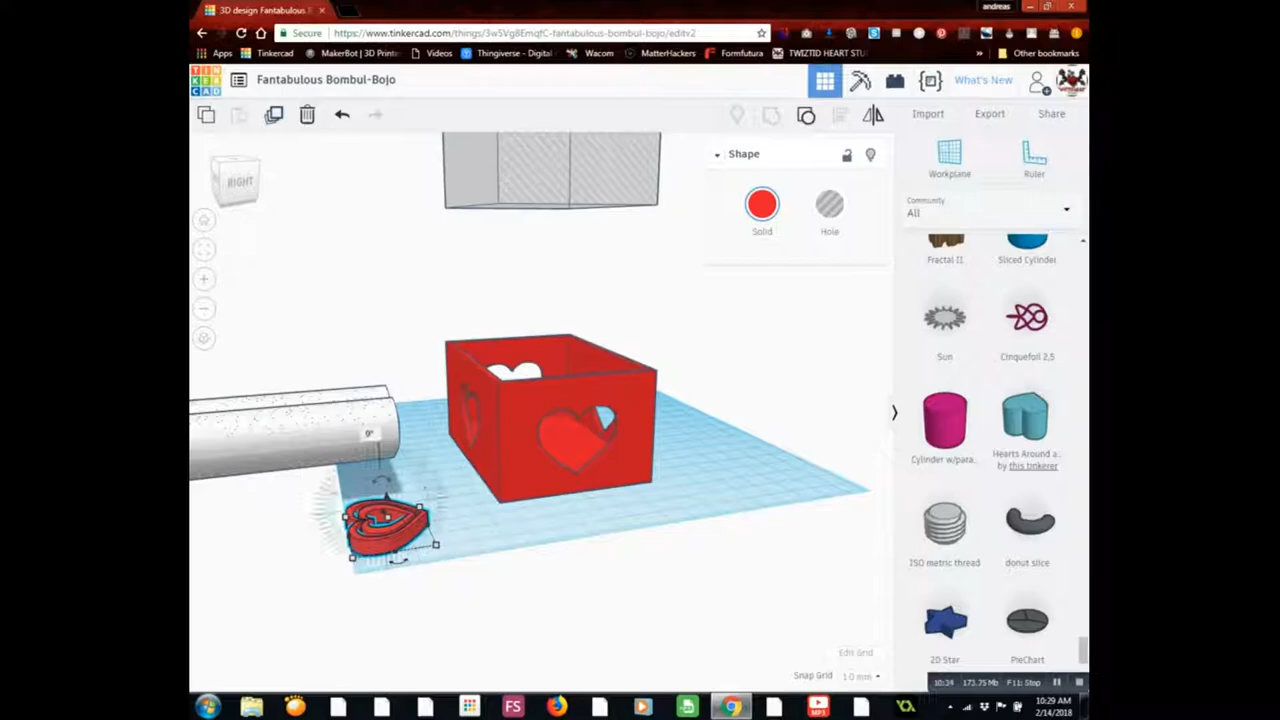 3D design Fantabulous B
andreas
Secure
https://www.tinkercad.com/things/3w5Vg8EmqfC-fantabulous-bombul-bojo/editv2
Apps
Tinkercad
MakerBot | 3D Printe
Videos
Thingiverse - Digital
Wacom
MatterHackers
Formfutura
TWIZTID HEART STU
»
Other bookmarks
TIN
KER
CAD
Fantabulous Bombul-Bojo
What's New
Import
Export
Share
RIGHT
Shape
Solid
Hole
Workplane
Ruler
Community
All
Fractal II
Sliced Cylinder
Sun
Cinquefoil 2,5
Cylinder w/para..
Hearts Around a..
by this tinkerer
ISO metric thread
donut slice
2D Star
PieChart
9°
Edit Grid
Snap Grid
1.0 mm
10:34
173.75 Mb
F11: Stop
FS
MP3
10:29 AM
2/14/2018